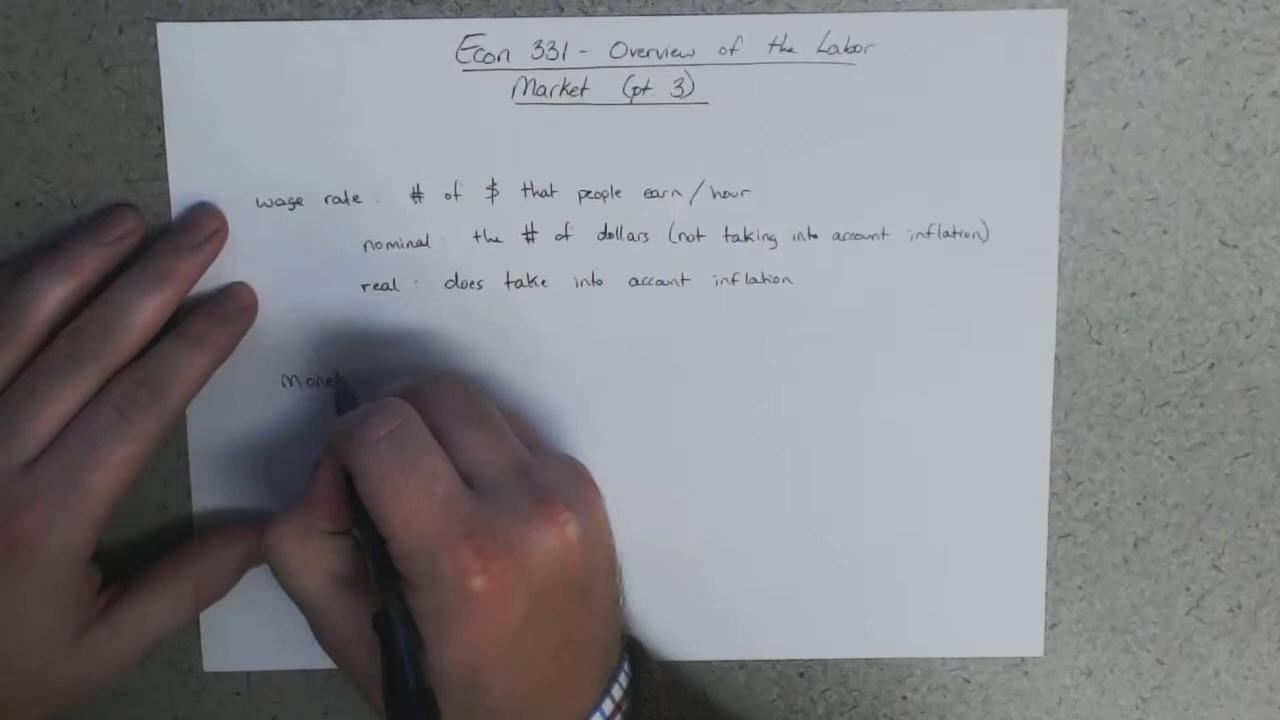 Econ 331 - Overview of the Labor
Market (pt. 3)
wage rate : # of $ that people earn / hour
nominal : the # of dollars (not taking into account inflation)
real : does take into account inflation